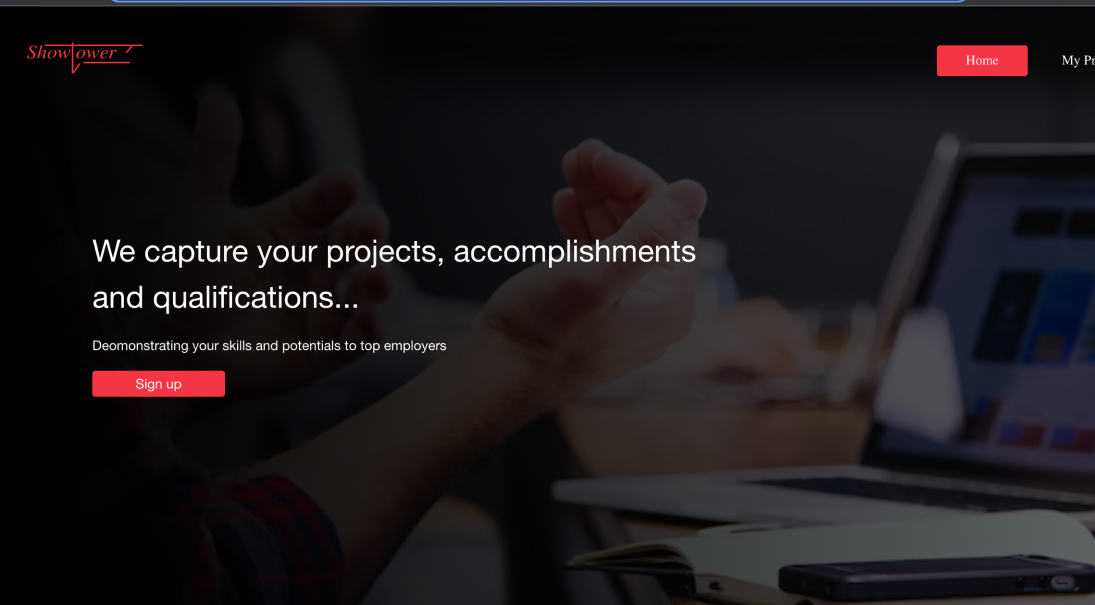 Showtower
Home
My Pr
We capture your projects, accomplishments
and qualifications...
Deomonstrating your skills and potentials to top employers
Sign up